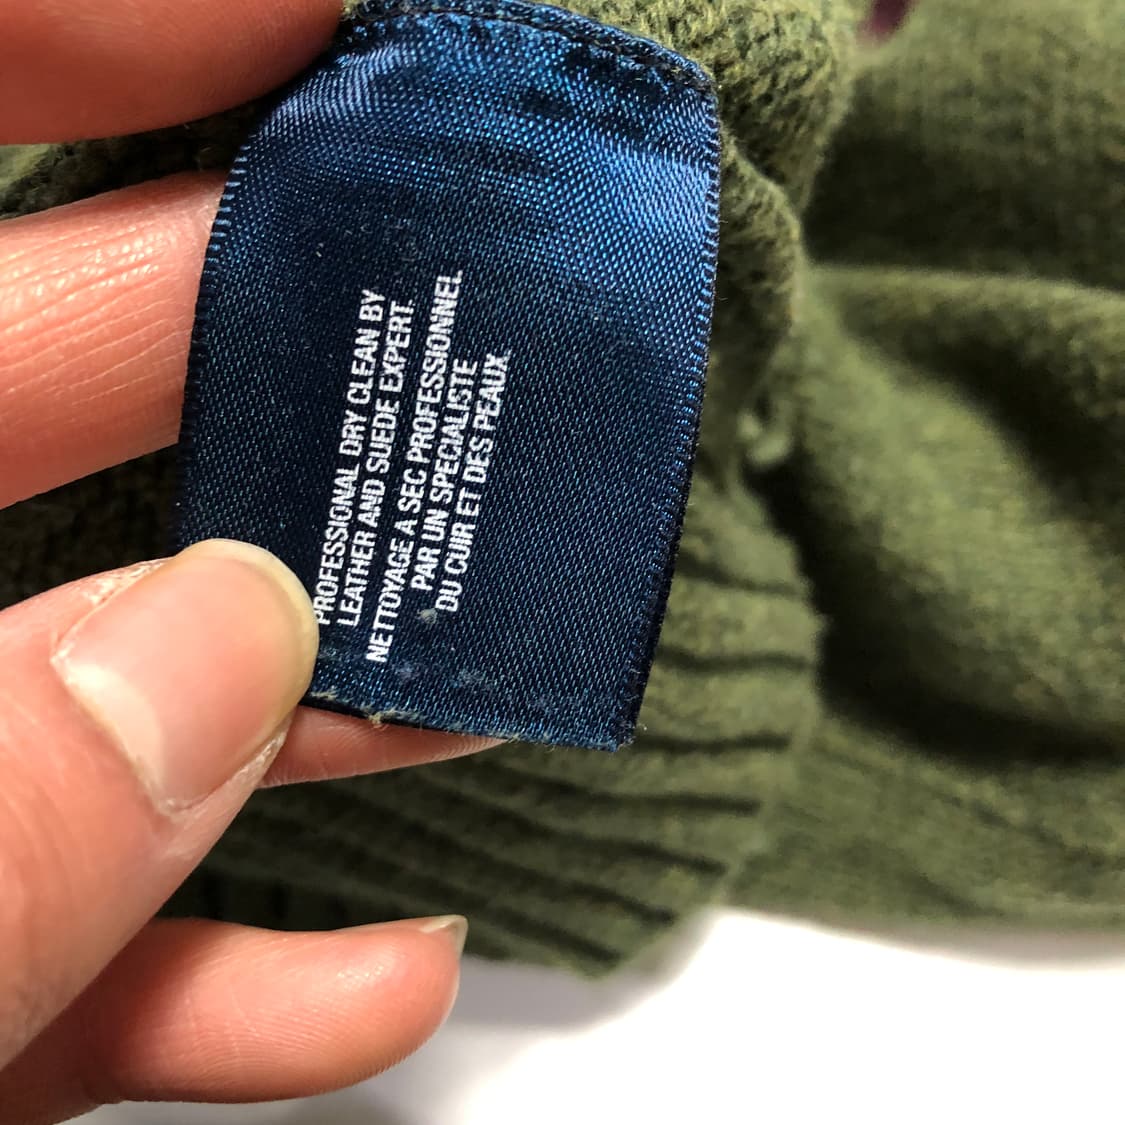 PROFESSIONAL DRY CLEAN BY
LEATHER AND SUEDE EXPERT
NETTOYAGE A SEC PROFESSIONNEL
PAR UN SPECIALISTE
DU CUIR ET DES PEAUX